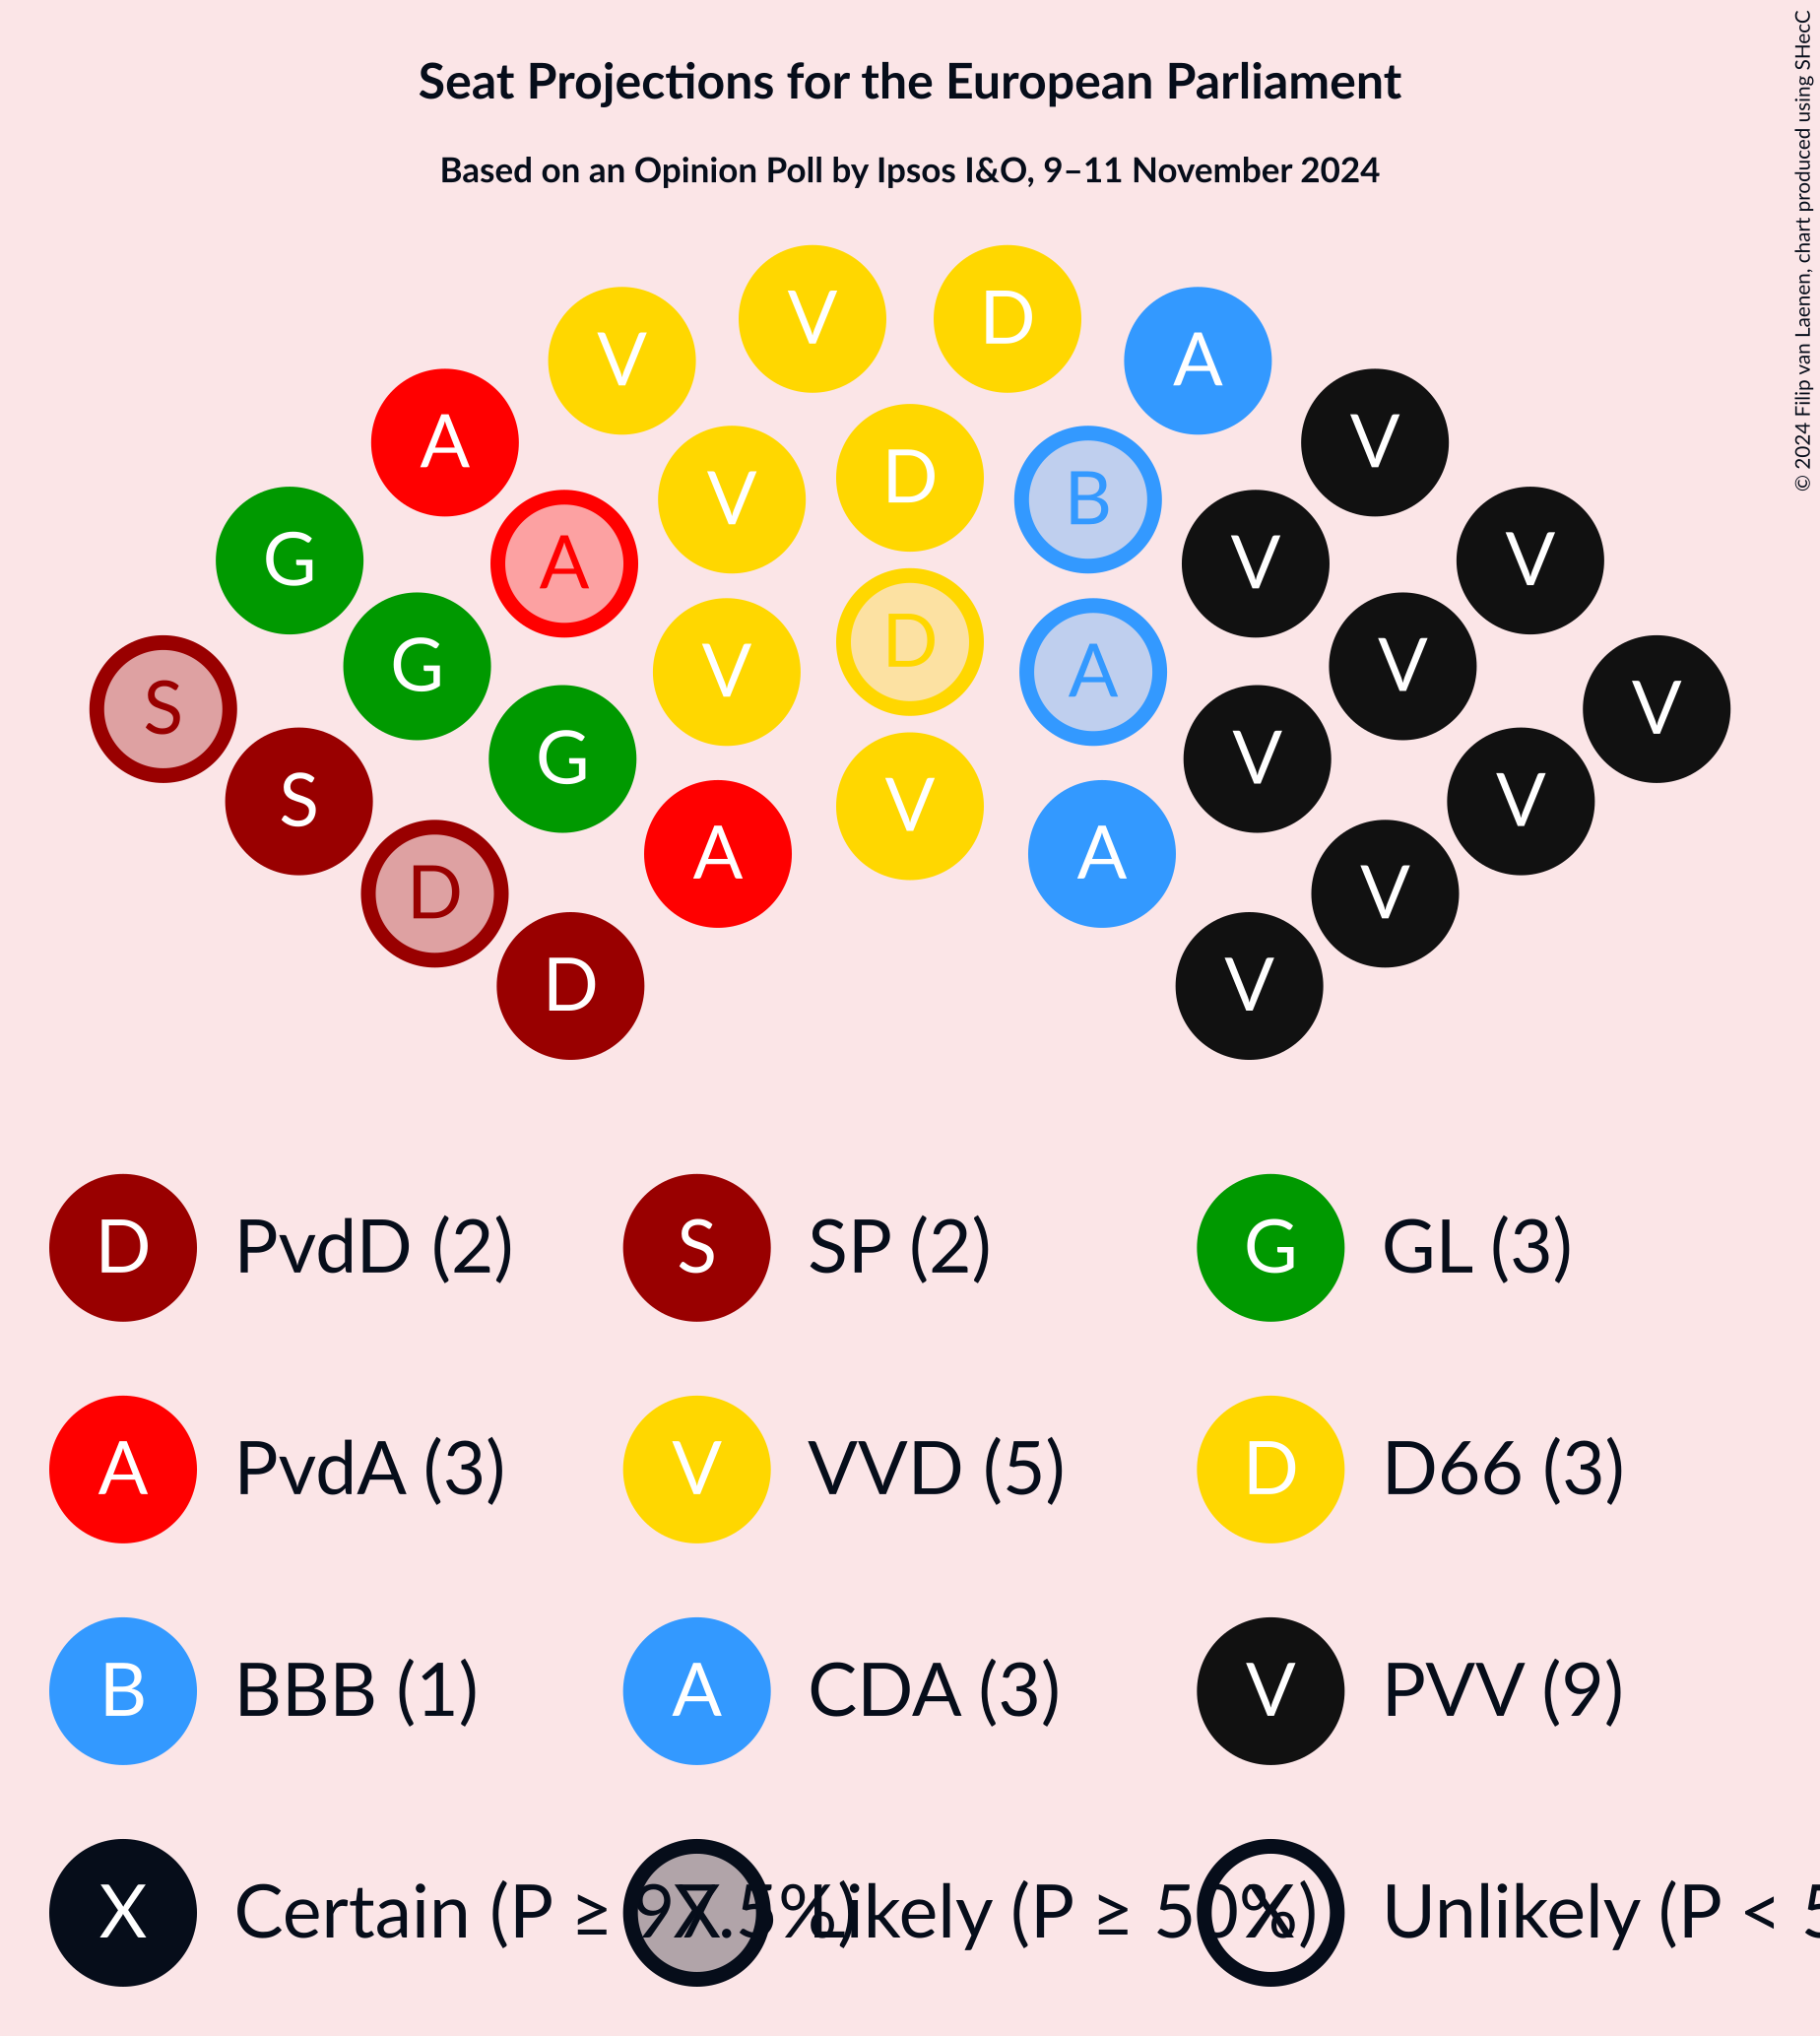 Seat Projections for the European Parliament
Based on an Opinion Poll by Ipsos I&O, 9–11 November 2024
© 2024 Filip van Laenen, chart produced using SHecC
V V D A
A V
V D B
G A V V
D
G V A V
S V
G V
S A V A V
D V
D V
D PvdD (2) S SP (2) G GL (3)
A PvdA (3) V VVD (5) D D66 (3)
B BBB (1) A CDA (3) V PVV (9)
X Certain (P ≥ 97.5%) X Likely (P ≥ 50%) X Unlikely (P < 5